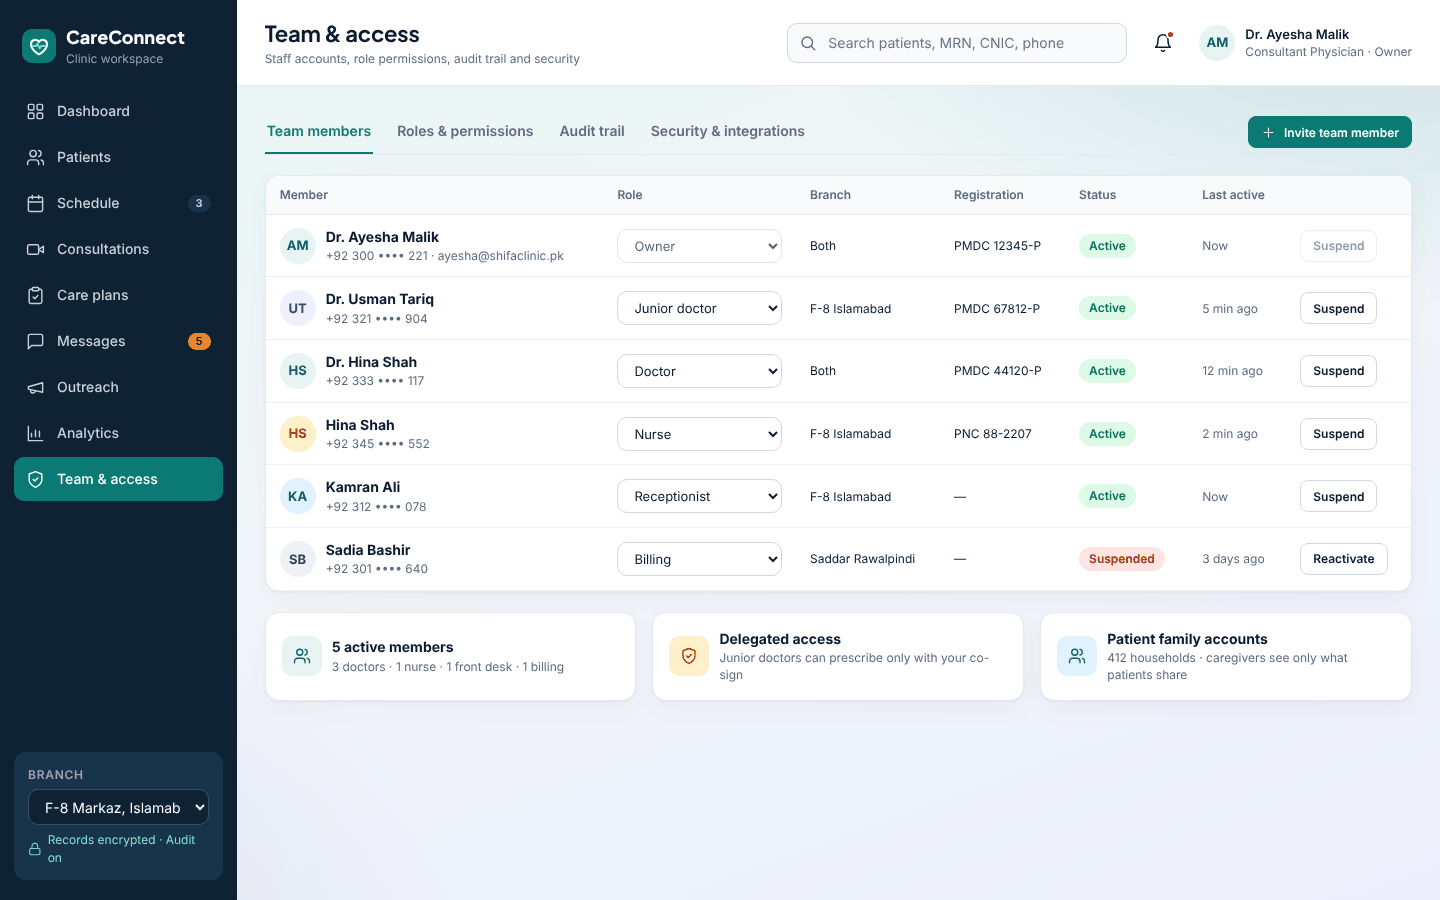 CareConnect
Clinic workspace
Dashboard
Patients
Schedule 3
Consultations
Care plans
Messages 5
Outreach
Analytics
Team & access
BRANCH
F-8 Markaz, Islamab
Records encrypted · Audit
on
Team & access
Staff accounts, role permissions, audit trail and security
Search patients, MRN, CNIC, phone
AM
Dr. Ayesha Malik
Consultant Physician · Owner
Team members Roles & permissions Audit trail Security & integrations
Invite team member
Member Role Branch Registration Status Last active
AM Dr. Ayesha Malik
+92 300 •••• 221 · ayesha@shifaclinic.pk
Owner Both PMDC 12345-P Active Now Suspend
UT Dr. Usman Tariq
+92 321 •••• 904
Junior doctor F-8 Islamabad PMDC 67812-P Active 5 min ago Suspend
HS Dr. Hina Shah
+92 333 •••• 117
Doctor Both PMDC 44120-P Active 12 min ago Suspend
HS Hina Shah
+92 345 •••• 552
Nurse F-8 Islamabad PNC 88-2207 Active 2 min ago Suspend
KA Kamran Ali
+92 312 •••• 078
Receptionist F-8 Islamabad — Active Now Suspend
SB Sadia Bashir
+92 301 •••• 640
Billing Saddar Rawalpindi — Suspended 3 days ago Reactivate
5 active members
3 doctors · 1 nurse · 1 front desk · 1 billing
Delegated access
Junior doctors can prescribe only with your co-
sign
Patient family accounts
412 households · caregivers see only what
patients share